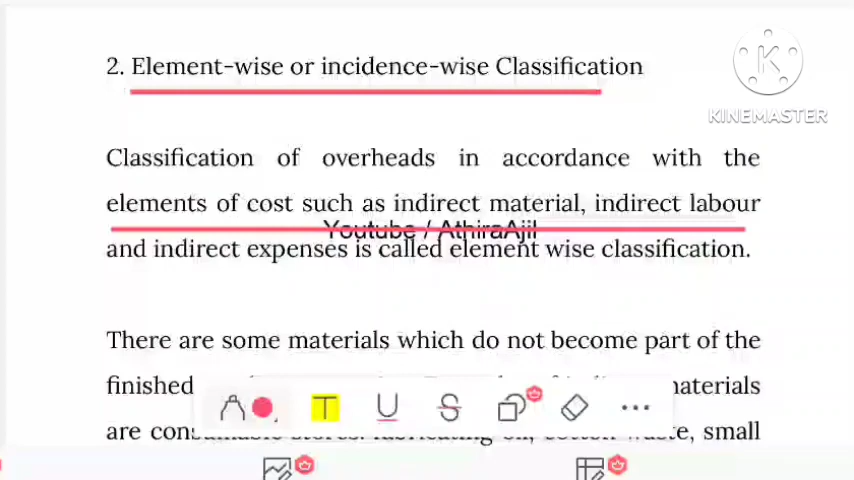 2. Element-wise or incidence-wise Classification
KINEMASTER
Classification of overheads in accordance with the
elements of cost such as indirect material, indirect labour
Youtube / AthiraAjil
and indirect expenses is called element wise classification.
There are some materials which do not become part of the
finished materials
are waste, small